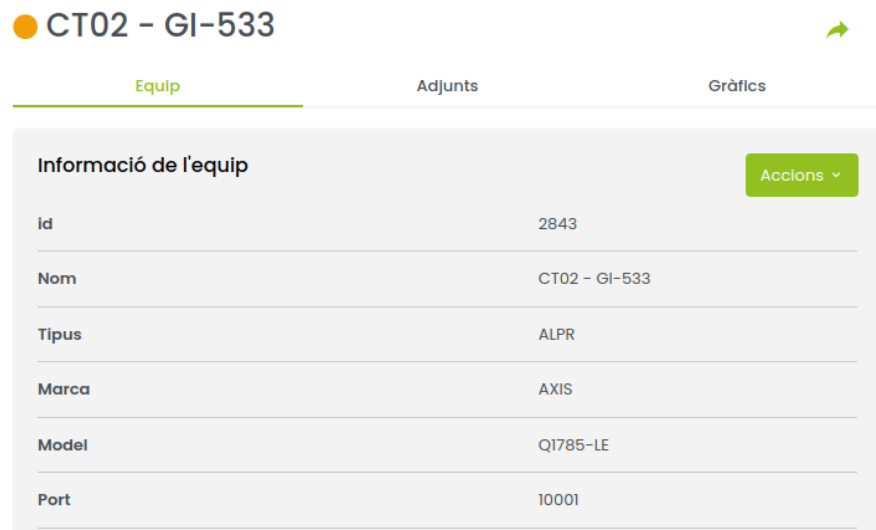 CT02 - GI-533
Equip Adjunts Gràfics
Informació de l'equip
Accions
id 2843
Nom CT02 - GI-533
Tipus ALPR
Marca AXIS
Model Q1785-LE
Port 10001